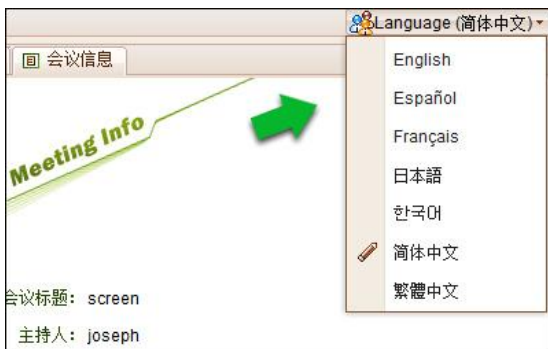 Language (简体中文)
会议信息
English
Español
Meeting Info
Français
日本語
한국어
简体中文
会议标题: screen
繁體中文
主持人: joseph